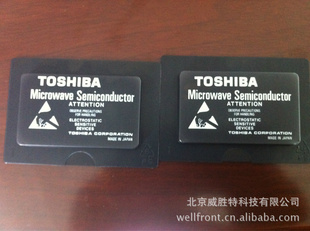 TOSHIBA
Microwave Semiconductor
ATTENTION
OBSERVE PRECAUTIONS
FOR HANDLING
ELECTROSTATIC
SENSITIVE
DEVICES
TOSHIBA CORPORATION
MADE IN JAPAN
TOSHIBA
Microwave Semiconductor
ATTENTION
OBSERVE PRECAUTIONS
FOR HANDLING
ELECTROSTATIC
SENSITIVE
DEVICES
TOSHIBA CORPORATION
MADE IN JAPAN
北京威胜特科技有限公司
wellfront.cn.alibaba.com